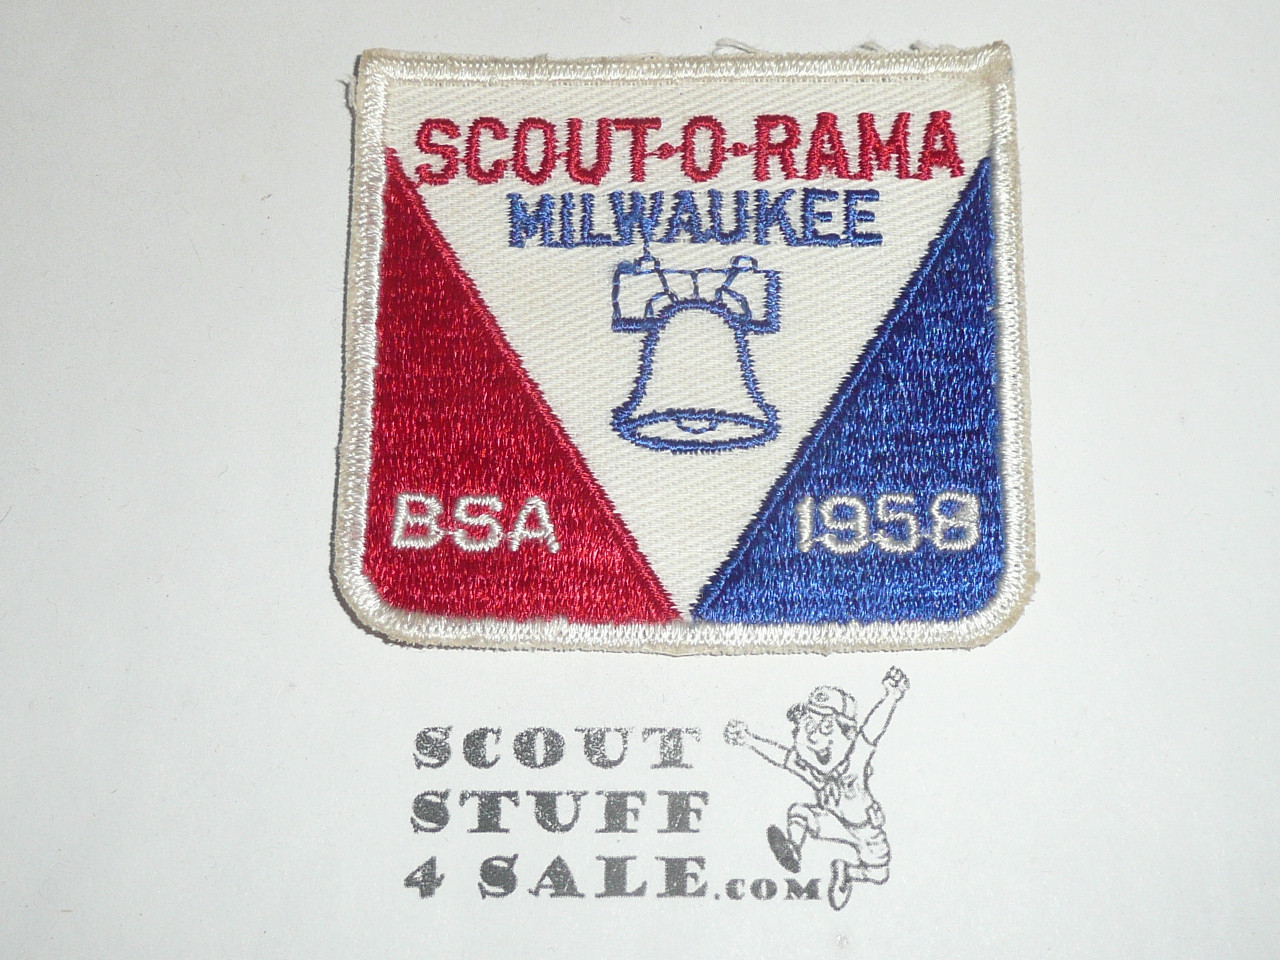 SCOUT-O-RAMA
MILWAUKEE
BSA 1958
SCOUT
STUFF
4 SALE.COM